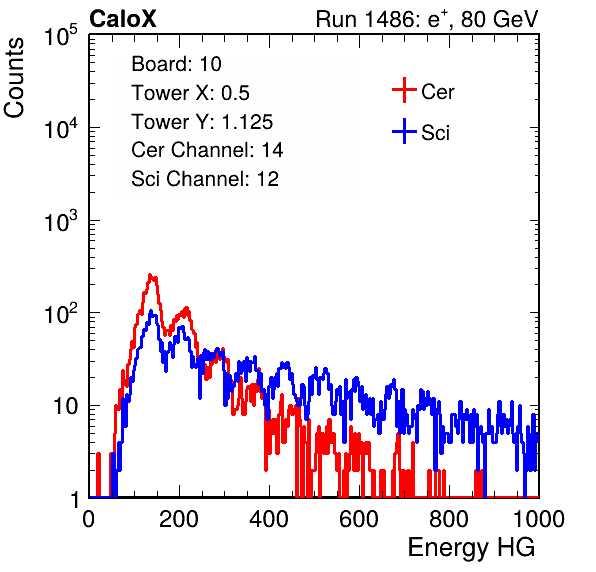 CaloX Run 1486: e⁺, 80 GeV
Counts
Board: 10
Tower X: 0.5
Tower Y: 1.125
Cer Channel: 14
Sci Channel: 12
Cer
Sci
10⁵
10⁴
10³
10²
10
1
0 200 400 600 800 1000
Energy HG